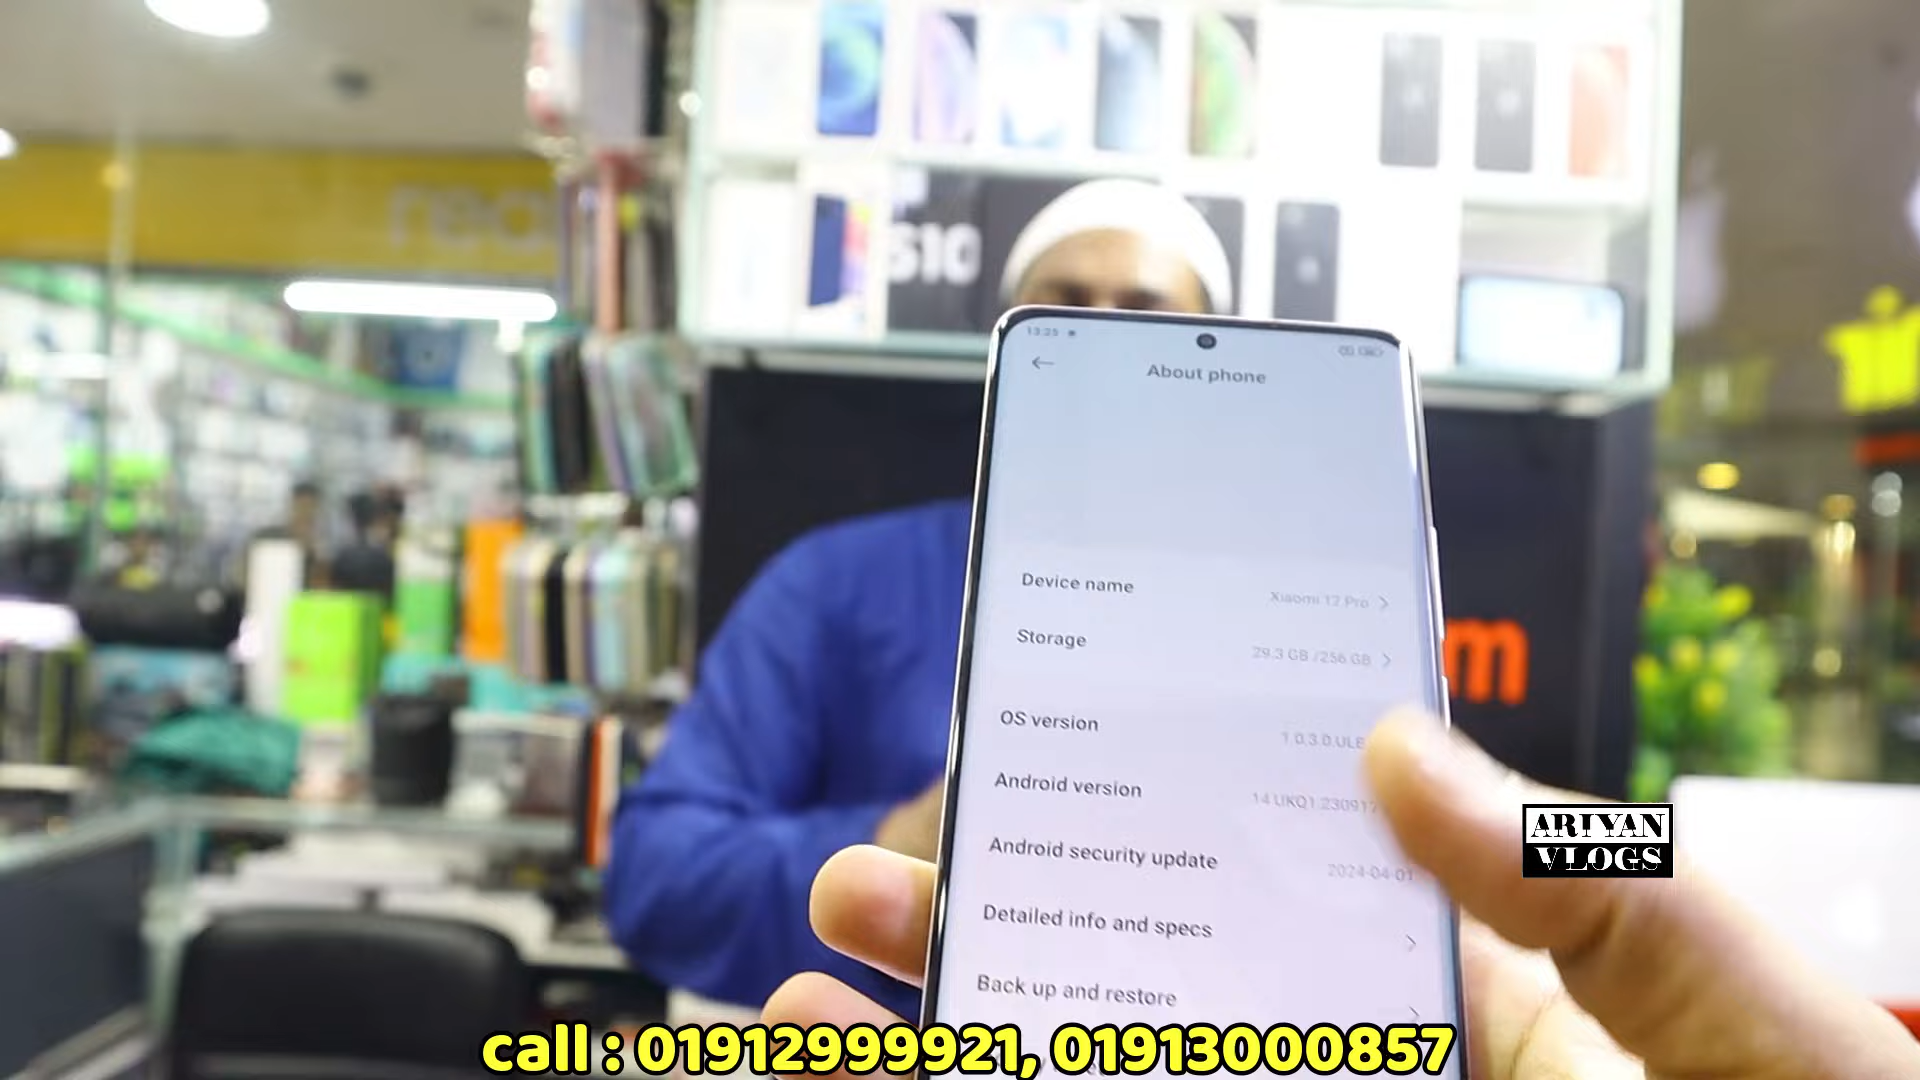 S10
13:25
About phone
Device name
Xiaomi 12 Pro
Storage
29.3 GB /256 GB
OS version
1.0.3.0.ULB
Android version
14 UKQ1.230917
Android security update
2024-04-01
Detailed info and specs
Back up and restore
m
ARIYAN
VLOGS
call : 01912999921, 01913000857